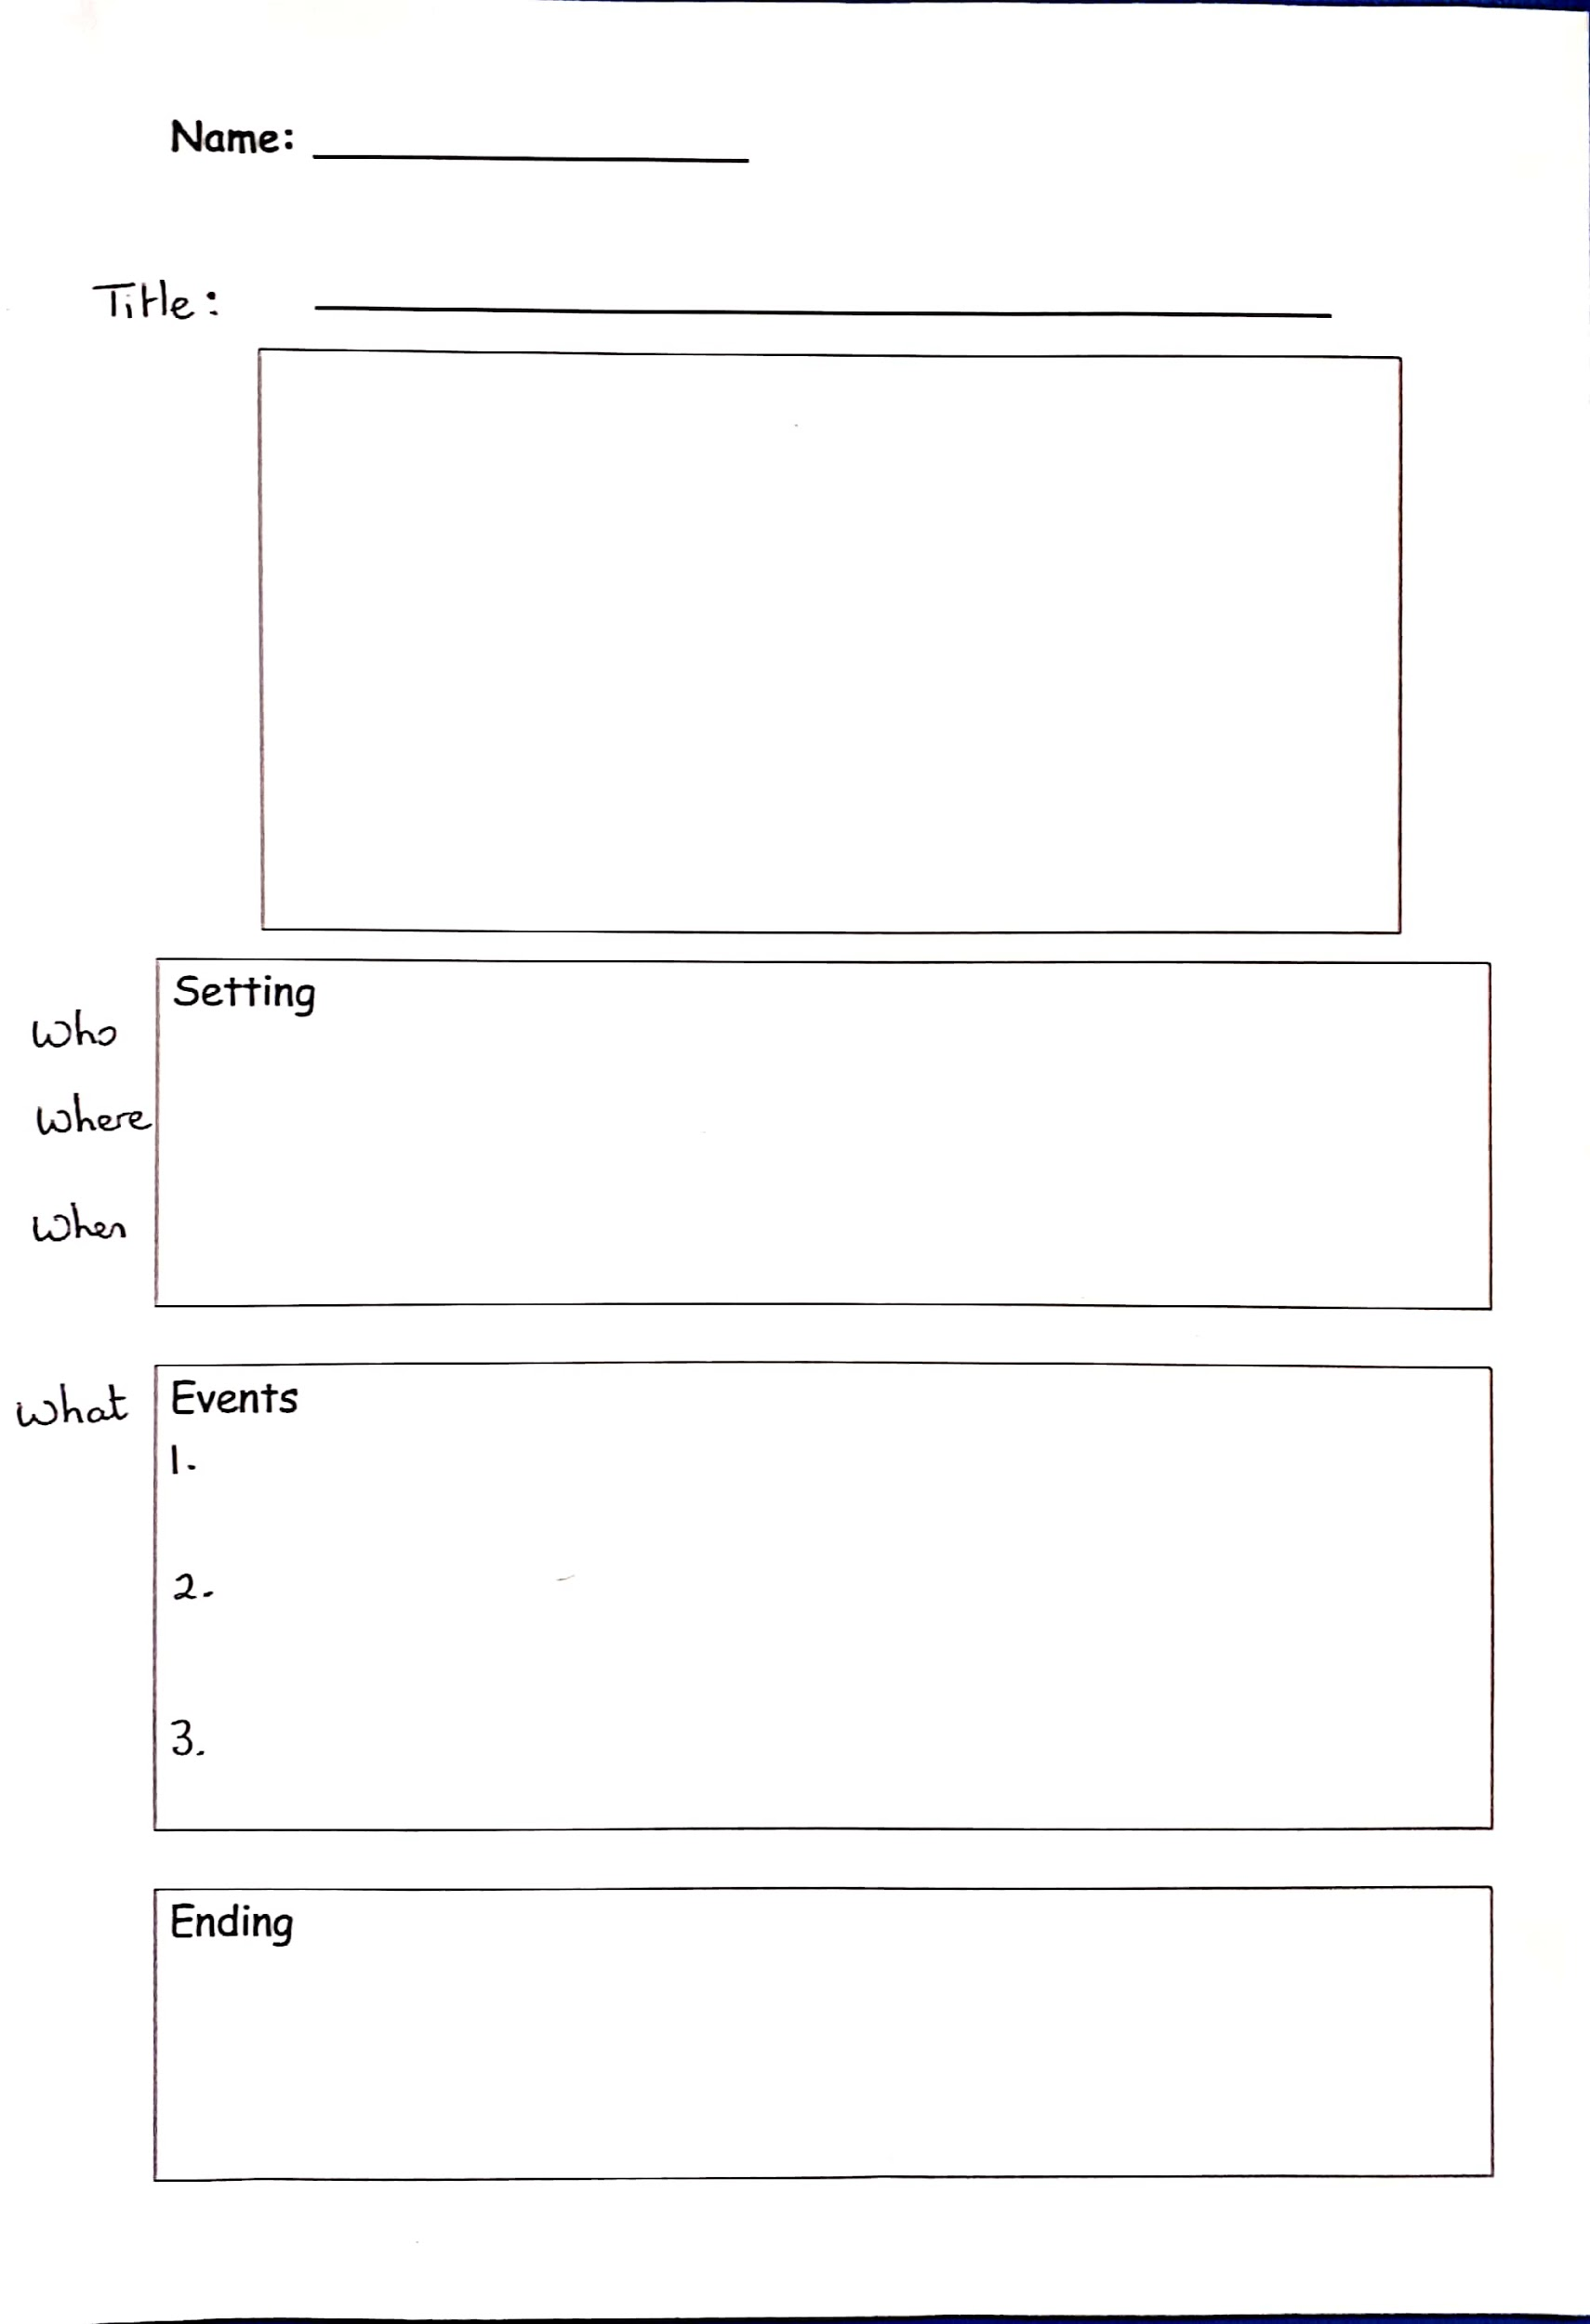 Name:
Title:
Setting
Who
Where
When
What
Events
1.
2.
3.
Ending